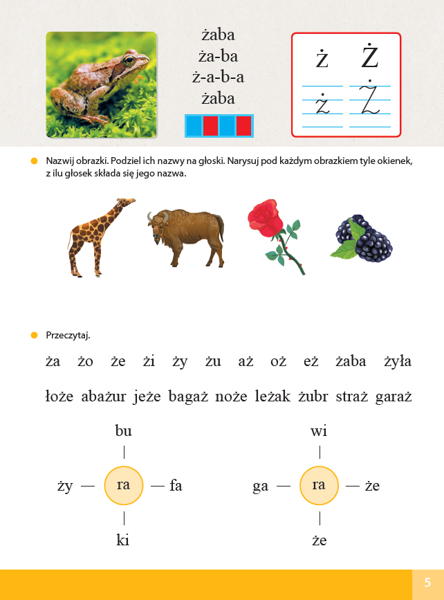 żaba
ża-ba
ż-a-b-a
żaba
ż Ż
ż Ż
Nazwij obrazki. Podziel ich nazwy na głoski. Narysuj pod każdym obrazkiem tyle okienek,
z ilu głosek składa się jego nazwa.
Przeczytaj.
ża żo że żi ży żu aż oż eż żaba żyła
łoże abażur jeże bagaż noże leżak żubr straż garaż
bu
ży — ra — fa
ki
wi
ga — ra — że
że
5